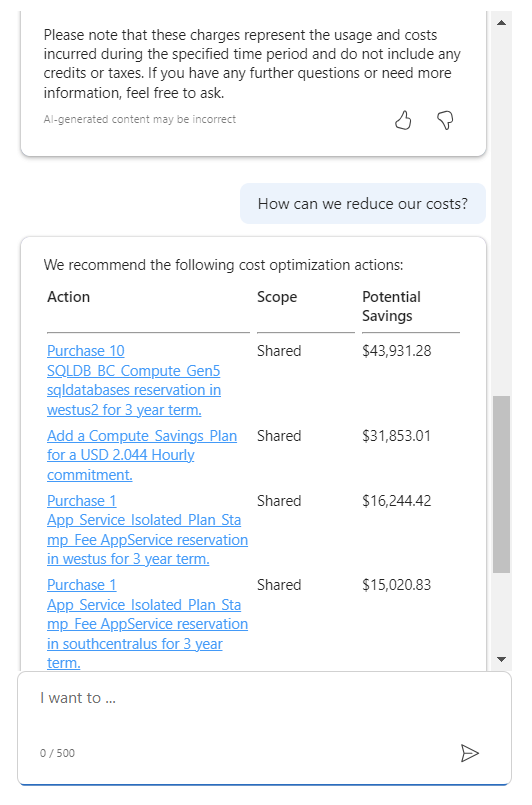 Please note that these charges represent the usage and costs
incurred during the specified time period and do not include any
credits or taxes. If you have any further questions or need more
information, feel free to ask.
AI-generated content may be incorrect
How can we reduce our costs?
We recommend the following cost optimization actions:
Action Scope Potential
Savings
Purchase 10 Shared $43,931.28
SQLDB_BC_Compute_Gen5
sqldatabases reservation in
westus2 for 3 year term.
Add a Compute Savings Plan Shared $31,853.01
for a USD 2.044 Hourly
commitment.
Purchase 1 Shared $16,244.42
App_Service_Isolated_Plan_Sta
mp_Fee AppService reservation
in westus for 3 year term.
Purchase 1 Shared $15,020.83
App_Service_Isolated_Plan_Sta
mp_Fee AppService reservation
in southcentralus for 3 year
term.
I want to ...
0 / 500